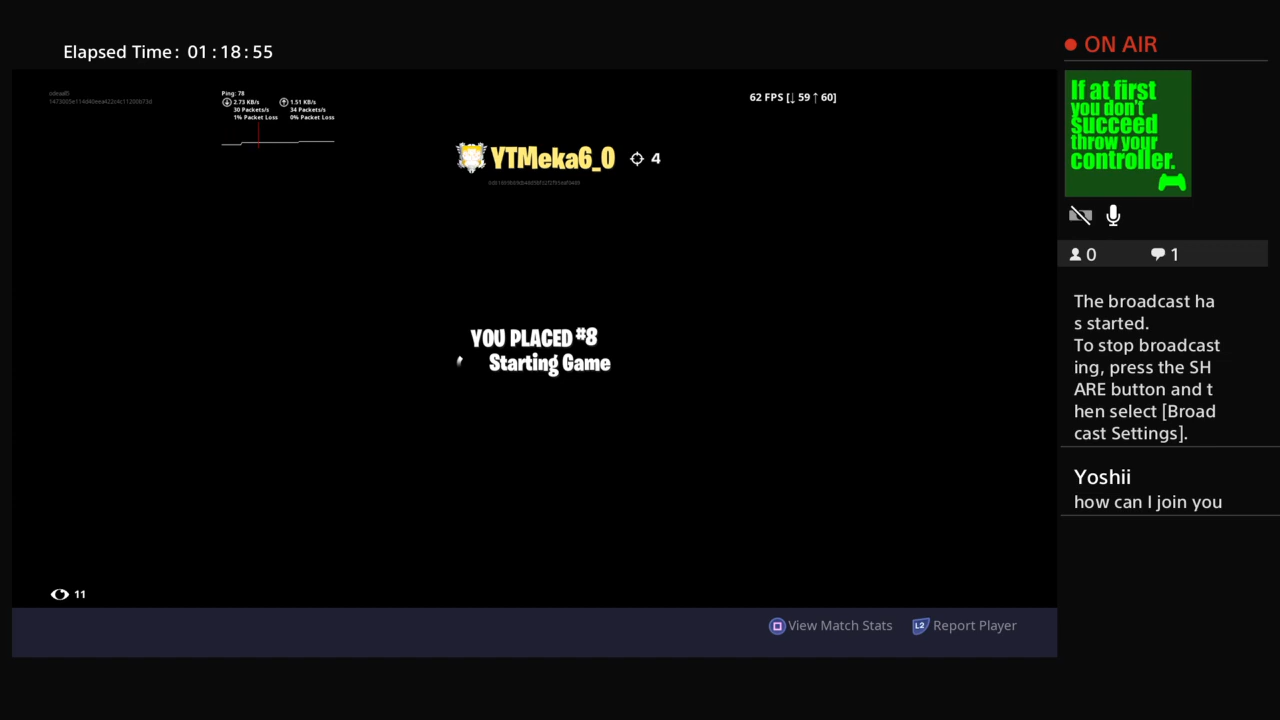 Elapsed Time: 01:18:55
ON AIR
If at first
you don't
succeed
throw your
controller.
Ping: 78
2.73 KB/s
1.51 KB/s
30 Packets/s
34 Packets/s
1% Packet Loss
0% Packet Loss
62 FPS [↓ 59 ↑ 60]
YTMeka6_0 4
0
1
The broadcast ha
s started.
To stop broadcast
ing, press the SH
ARE button and t
hen select [Broad
cast Settings].
YOU PLACED #8
Starting Game
Yoshii
how can I join you
11
View Match Stats
L2 Report Player